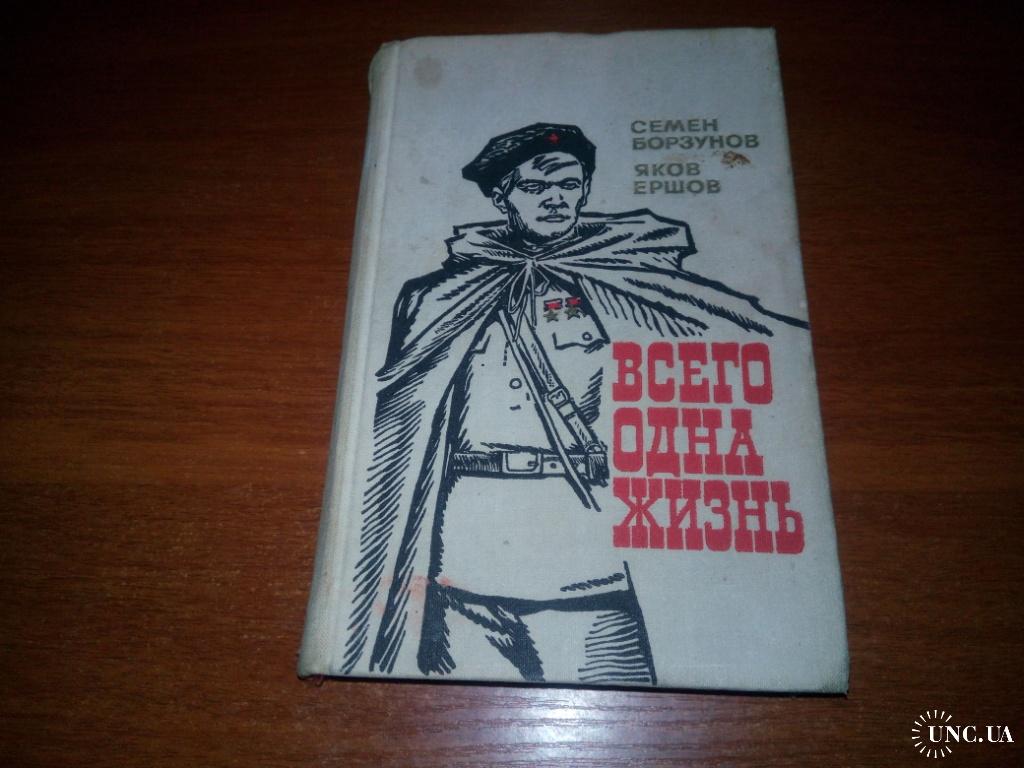 СЕМЕН
БОРЗУНОВ
ЯКОВ
ЕРШОВ
ВСЕГО
ОДНА
ЖИЗНЬ
UNC.UA